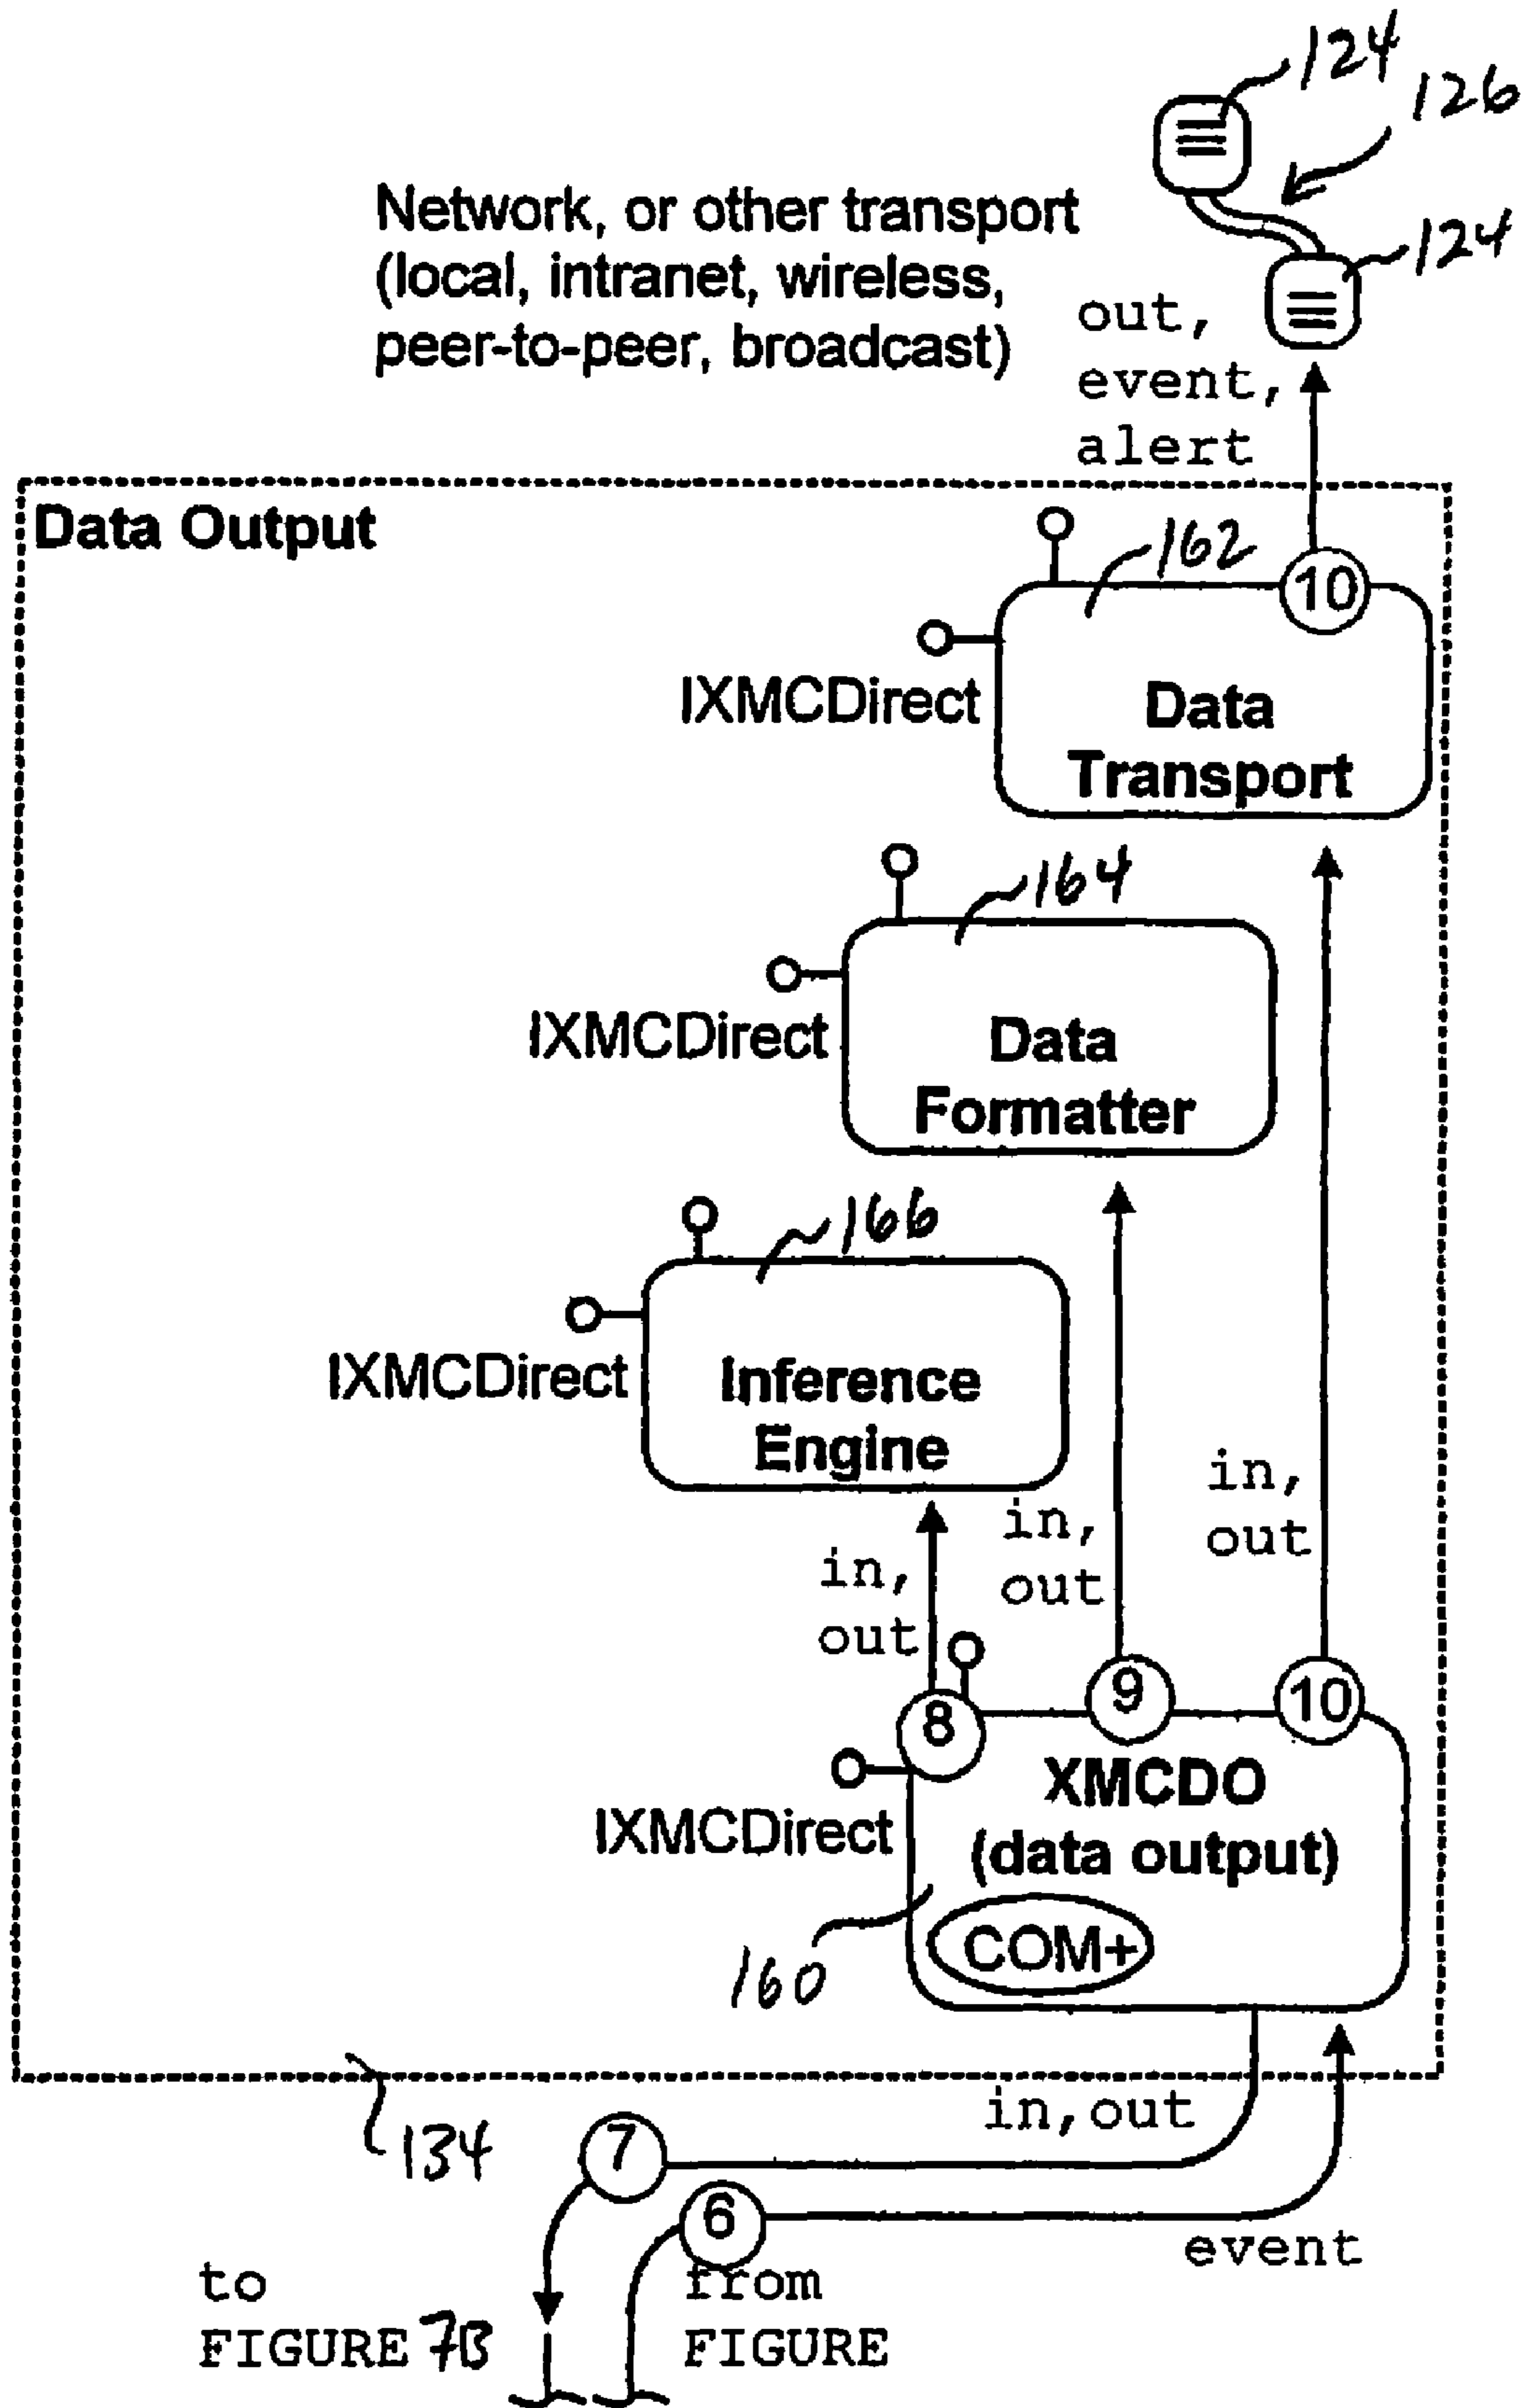 124
126
Network, or other transport
(local, intranet, wireless,
peer-to-peer, broadcast)
124
out,
event,
alert
Data Output
162
10
IXMCDirect
Data
Transport
164
IXMCDirect
Data
Formatter
166
IXMCDirect
Inference
Engine
in,
out
in,
out
in,
out
8
9
10
IXMCDirect
XMCDO
(data output)
COM+
160
in,out
134
7
6
event
to
FIGURE 7B
from
FIGURE